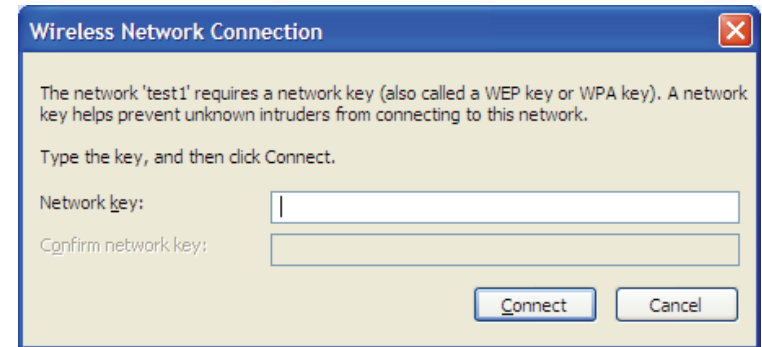 Wireless Network Connection
The network 'test1' requires a network key (also called a WEP key or WPA key). A network
key helps prevent unknown intruders from connecting to this network.
Type the key, and then click Connect.
Network key:
Confirm network key:
Connect Cancel